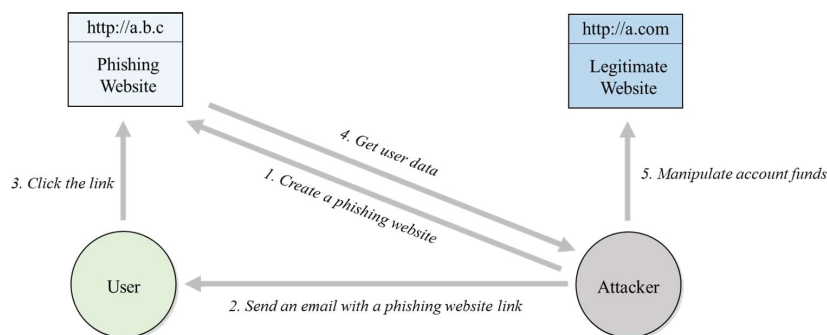 http://a.b.c
Phishing
Website
http://a.com
Legitimate
Website
4. Get user data
1. Create a phishing website
3. Click the link
5. Manipulate account funds
User
Attacker
2. Send an email with a phishing website link